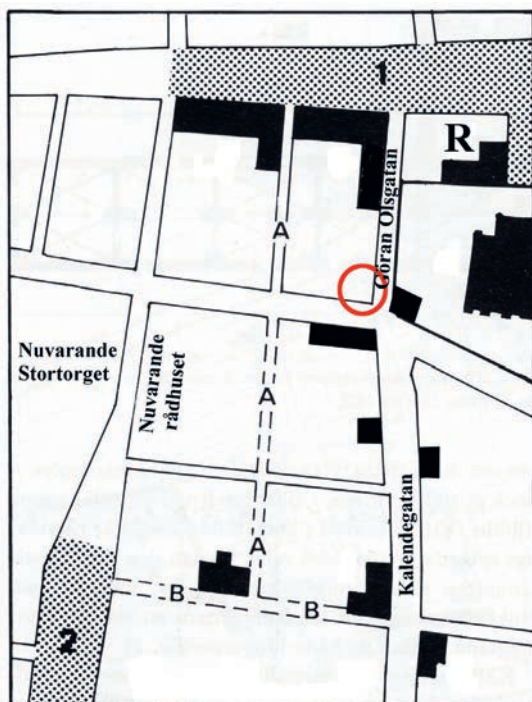 1
R
Göran Olsgatan
A
Nuvarande
Stortorget
Nuvarande
rådhuset
A
Kalendegatan
A
B
B
2